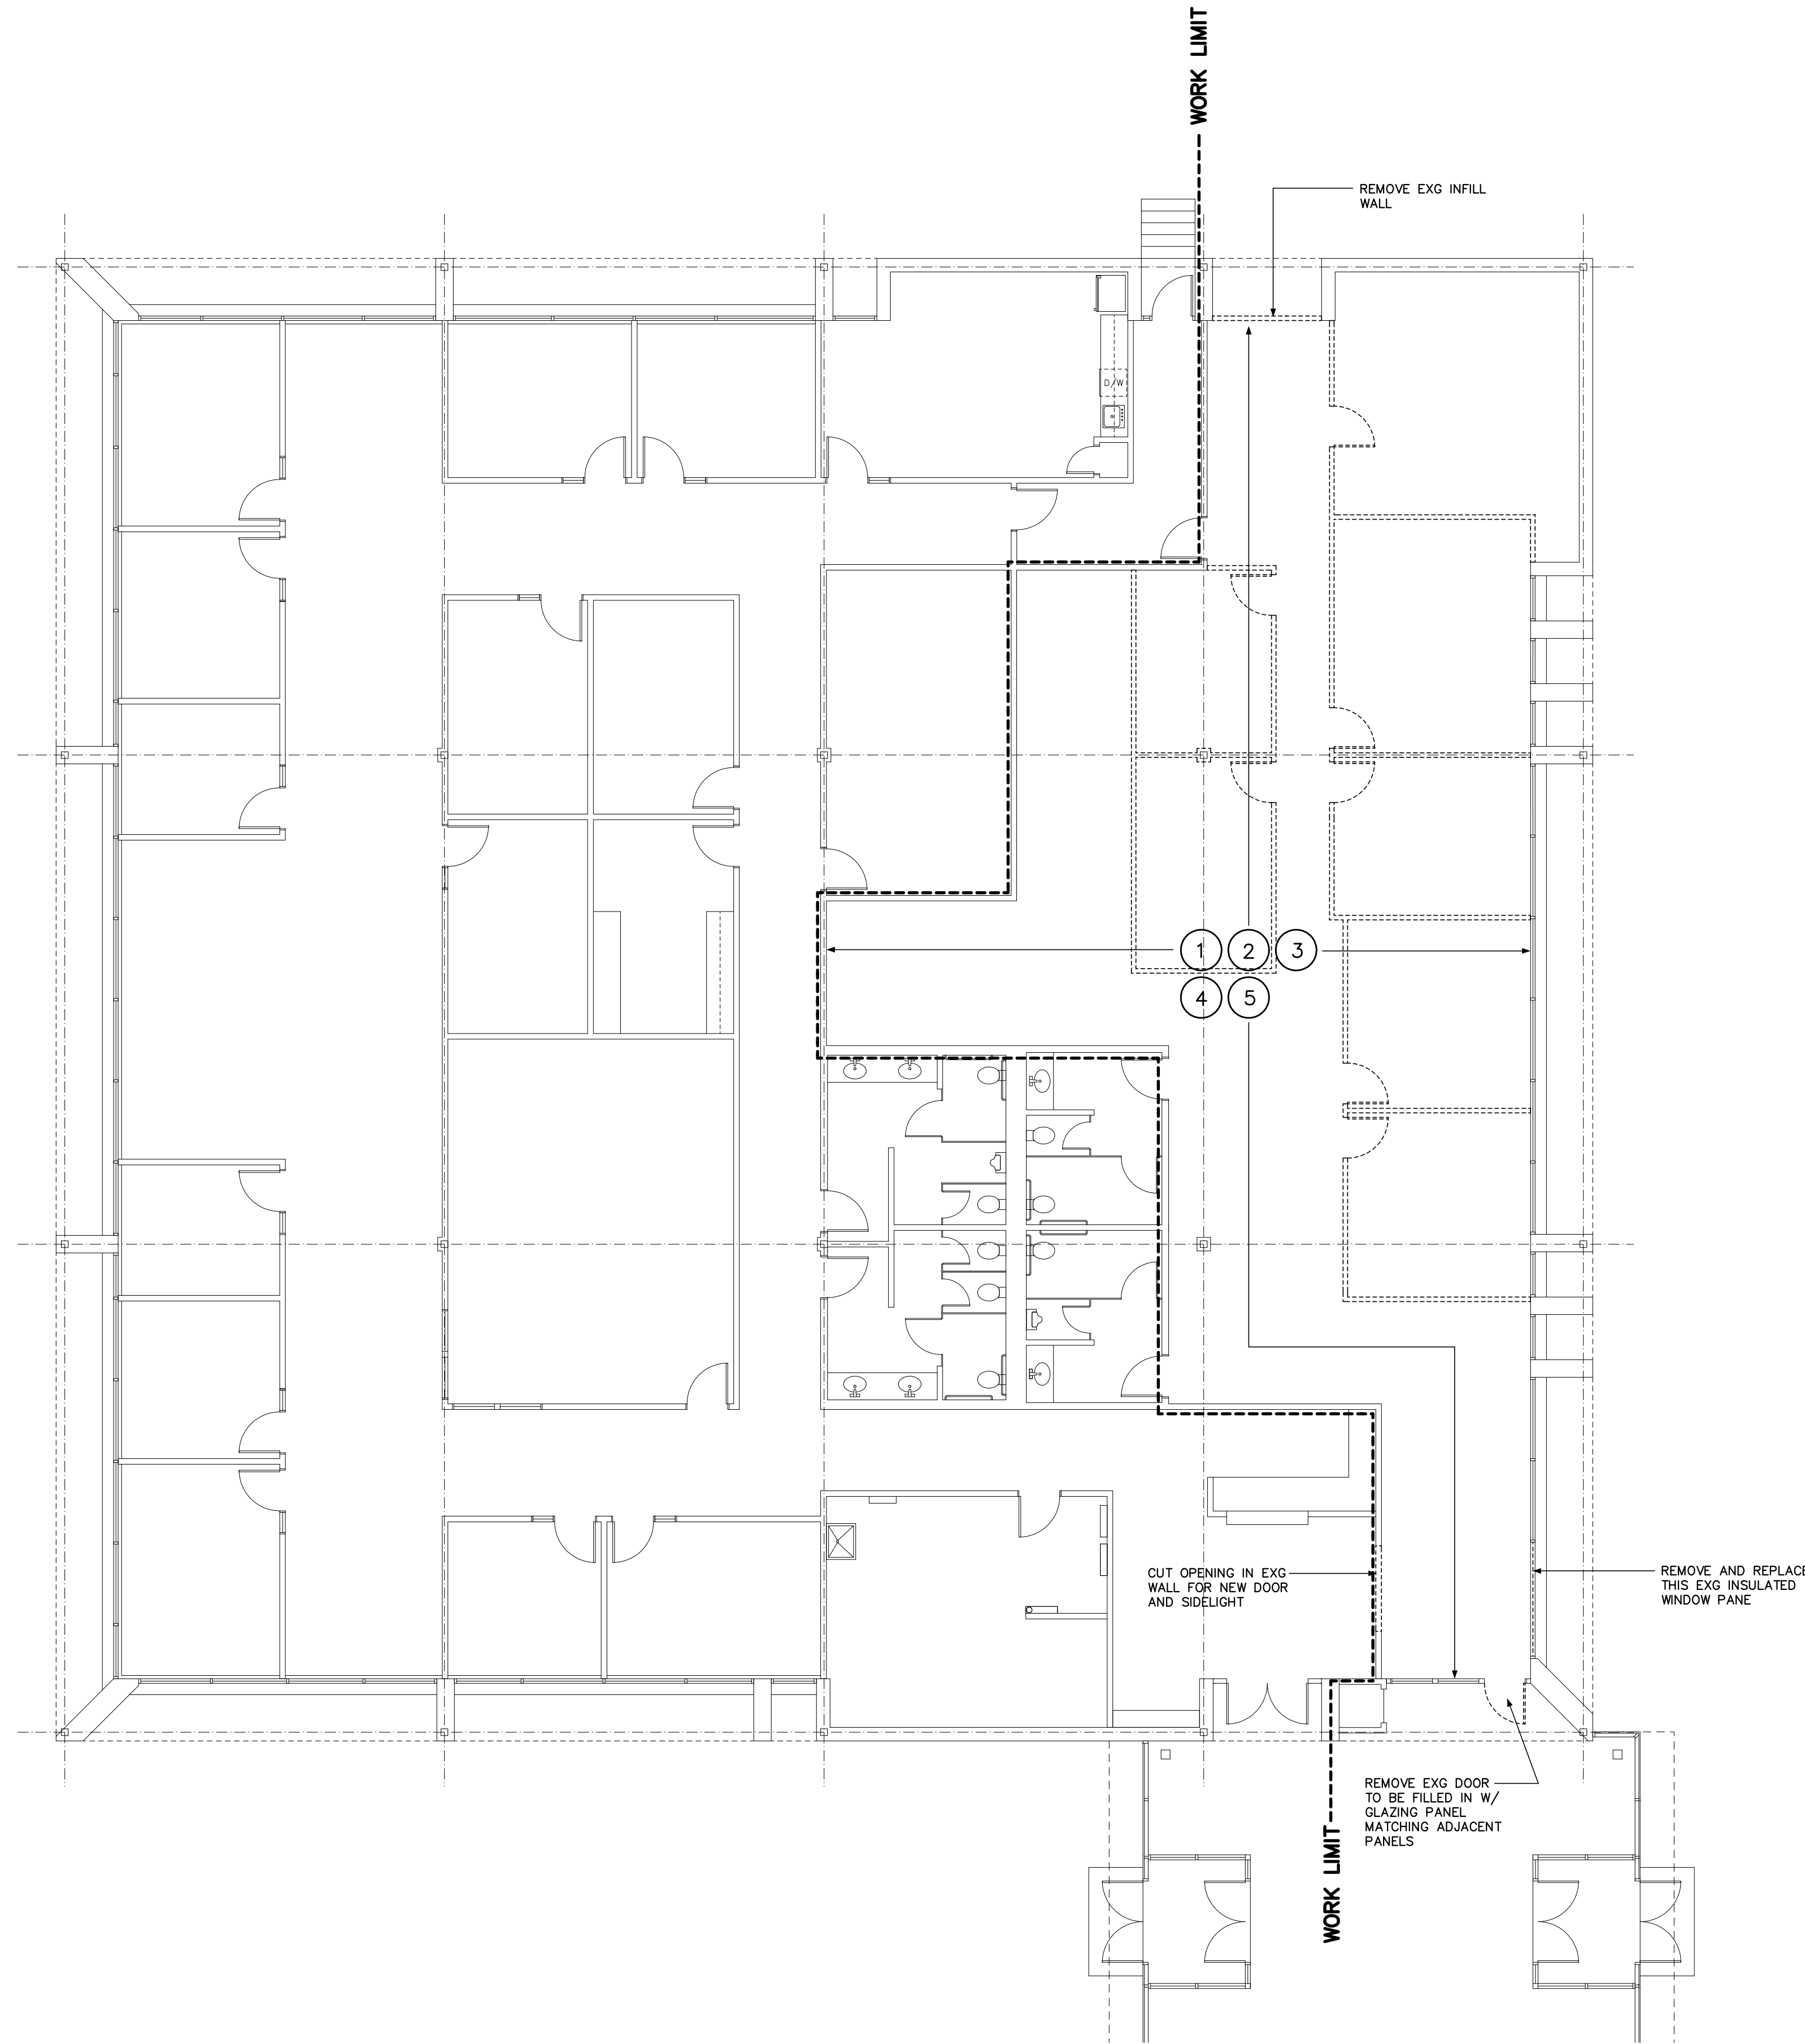 WORK LIMIT
REMOVE EXG INFILL
WALL
D/W
1 2 3
4 5
CUT OPENING IN EXG
WALL FOR NEW DOOR
AND SIDELIGHT
REMOVE AND REPLACE
THIS EXG INSULATED
WINDOW PANE
REMOVE EXG DOOR
TO BE FILLED IN W/
GLAZING PANEL
MATCHING ADJACENT
PANELS
WORK LIMIT